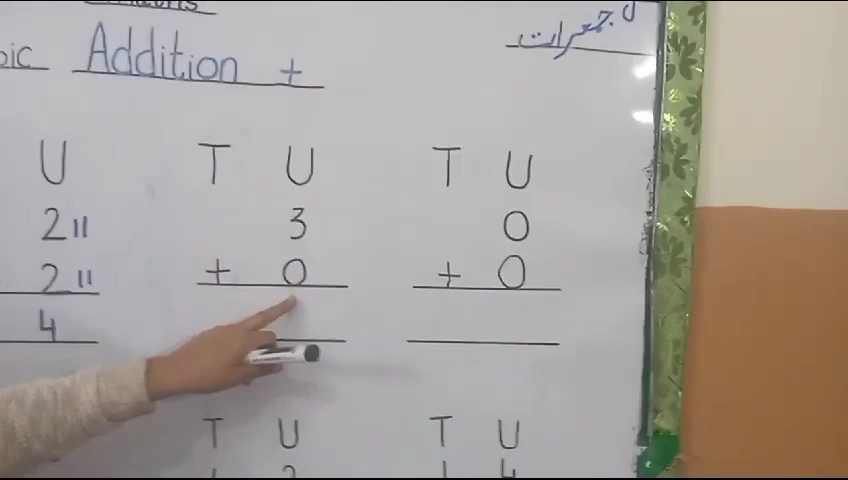 Addition +
جمعرات
U T U T U
2 3 0
2 + 0 + 0
4
T U T U